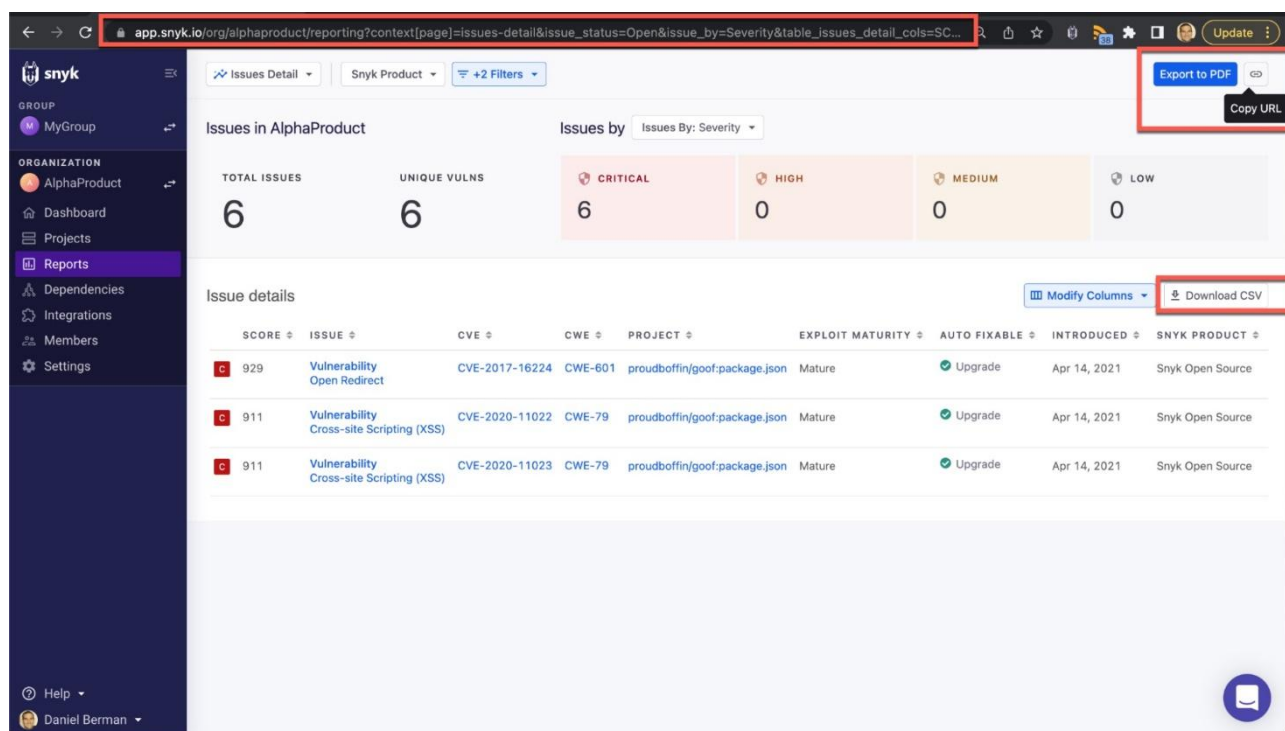 app.snyk.io/org/alphaproduct/reporting?context[page]=issues-detail&issue_status=Open&issue_by=Severity&table_issues_detail_cols=SC...
38
Update
snyk
Issues Detail
Snyk Product
+2 Filters
Export to PDF
Copy URL
GROUP
M MyGroup
ORGANIZATION
A AlphaProduct
Dashboard
Projects
Reports
Dependencies
Integrations
Members
Settings
Issues in AlphaProduct
Issues by Issues By: Severity
TOTAL ISSUES UNIQUE VULNS CRITICAL HIGH MEDIUM LOW
6 6 6 0 0 0
Issue details
Modify Columns Download CSV
SCORE ISSUE CVE CWE PROJECT EXPLOIT MATURITY AUTO FIXABLE INTRODUCED SNYK PRODUCT
C 929 Vulnerability CVE-2017-16224 CWE-601 proudboffin/goof:package.json Mature Upgrade Apr 14, 2021 Snyk Open Source
Open Redirect
C 911 Vulnerability CVE-2020-11022 CWE-79 proudboffin/goof:package.json Mature Upgrade Apr 14, 2021 Snyk Open Source
Cross-site Scripting (XSS)
C 911 Vulnerability CVE-2020-11023 CWE-79 proudboffin/goof:package.json Mature Upgrade Apr 14, 2021 Snyk Open Source
Cross-site Scripting (XSS)
Help
Daniel Berman